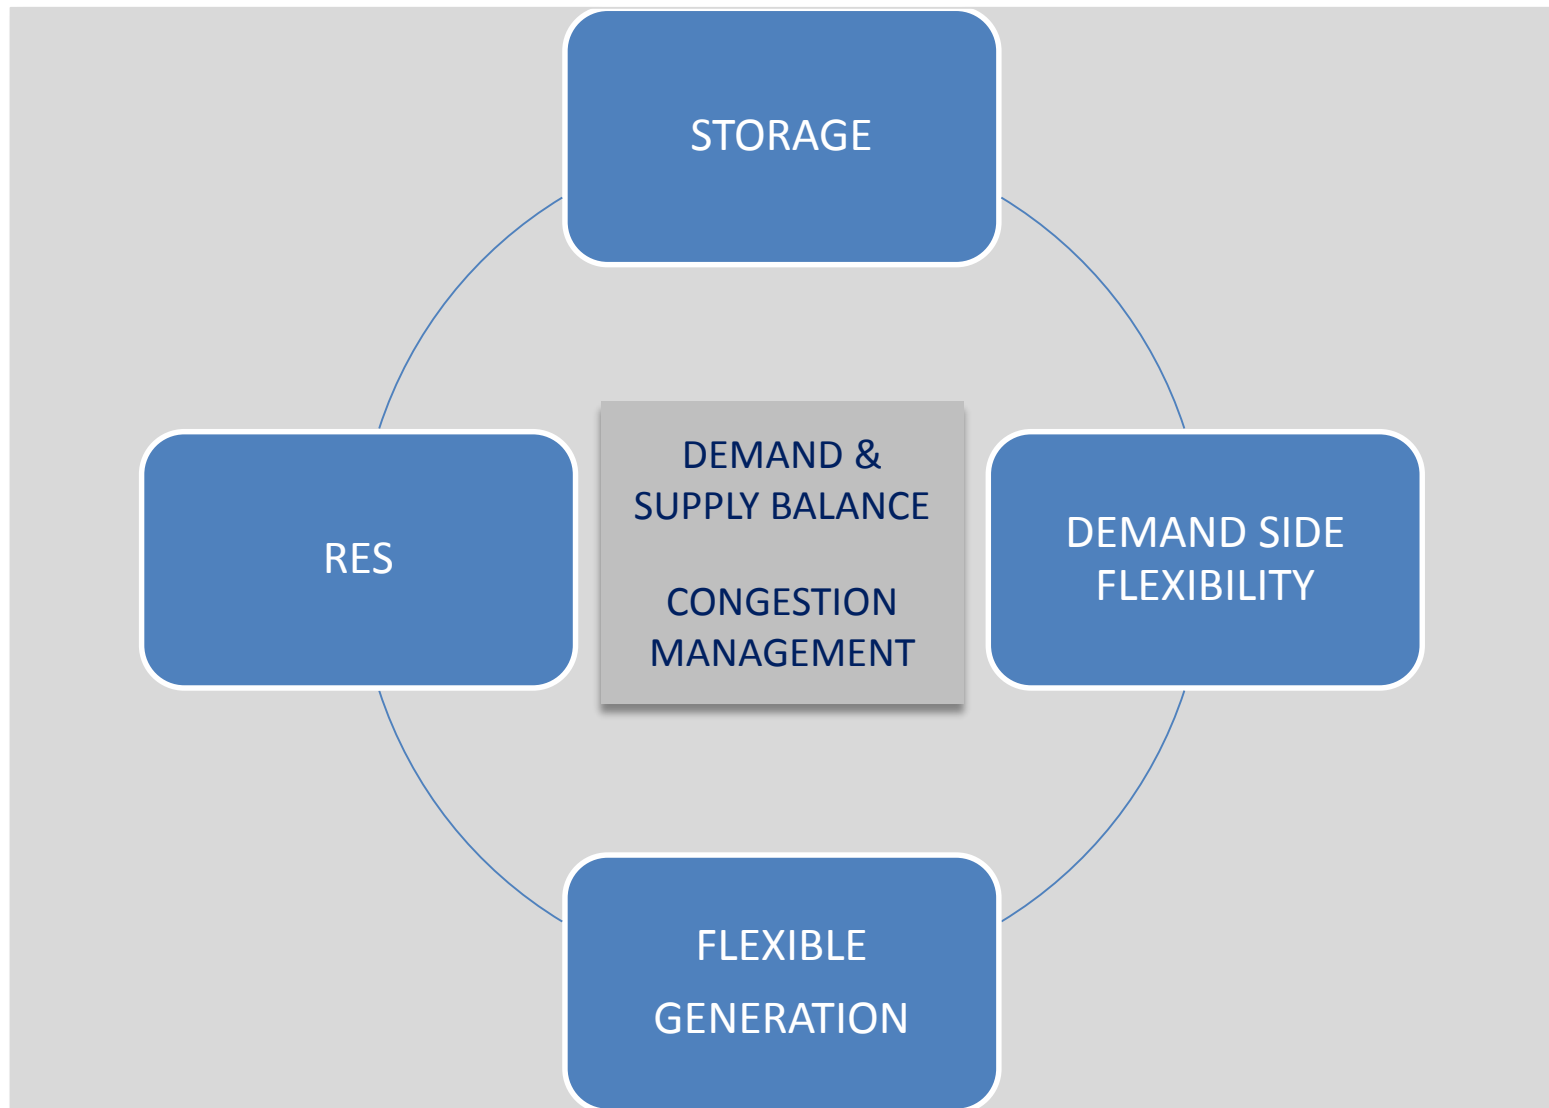 STORAGE
RES
DEMAND &
SUPPLY BALANCE
CONGESTION
MANAGEMENT
DEMAND SIDE
FLEXIBILITY
FLEXIBLE
GENERATION